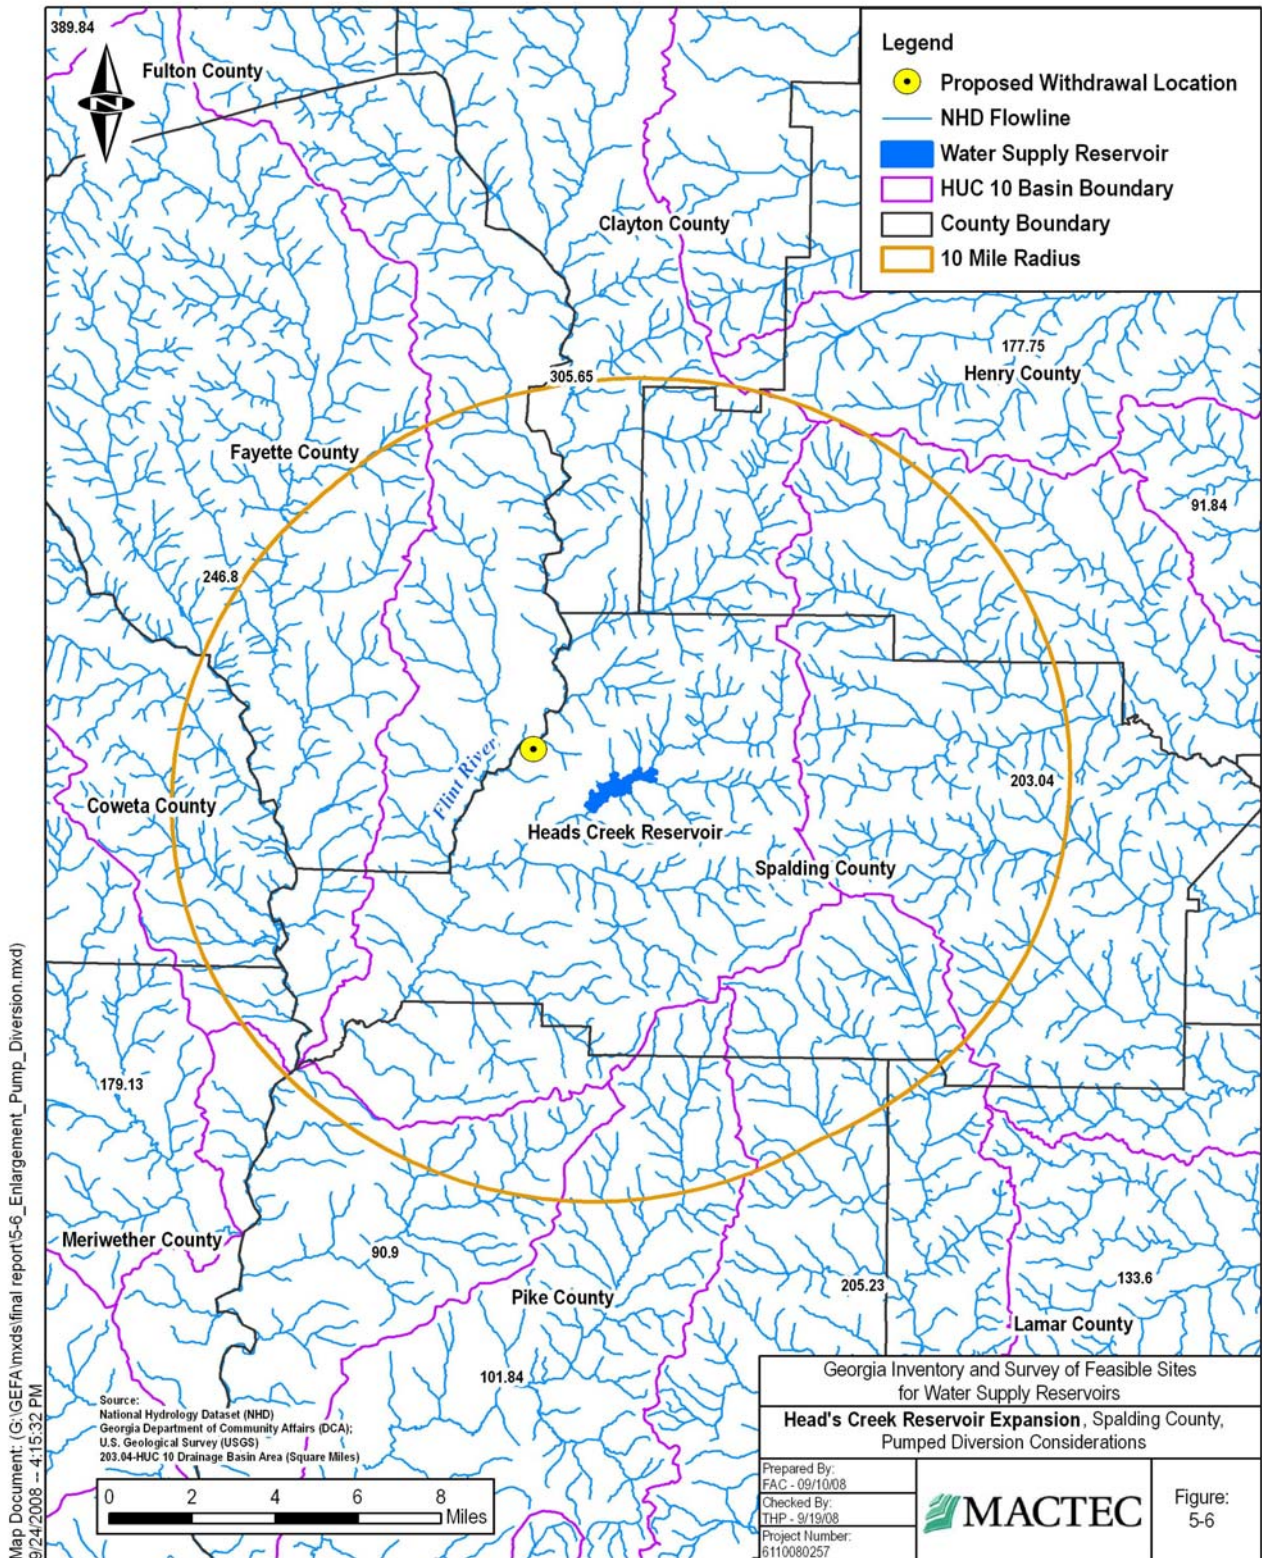 389.84
Fulton County
N
Clayton County
Legend
Proposed Withdrawal Location
NHD Flowline
Water Supply Reservoir
HUC 10 Basin Boundary
County Boundary
10 Mile Radius
177.75
Henry County
305.65
Fayette County
91.84
246.8
Flint River
203.04
Coweta County
Heads Creek Reservoir
Spalding County
179.13
Meriwether County
90.9
Pike County
205.23
133.6
Lamar County
101.84
Source:
National Hydrology Dataset (NHD)
Georgia Department of Community Affairs (DCA);
U.S. Geological Survey (USGS)
203.04-HUC 10 Drainage Basin Area (Square Miles)
0 2 4 6 8
Miles
Georgia Inventory and Survey of Feasible Sites
for Water Supply Reservoirs
Head's Creek Reservoir Expansion, Spalding County,
Pumped Diversion Considerations
Prepared By:
FAC - 09/10/08
Checked By:
THP - 9/19/08
Project Number:
6110080257
MACTEC
Figure:
5-6
Map Document: (G:\GEFA\mxds\final report\5-6_Enlargement_Pump_Diversion.mxd)
9/24/2008 -- 4:15:32 PM